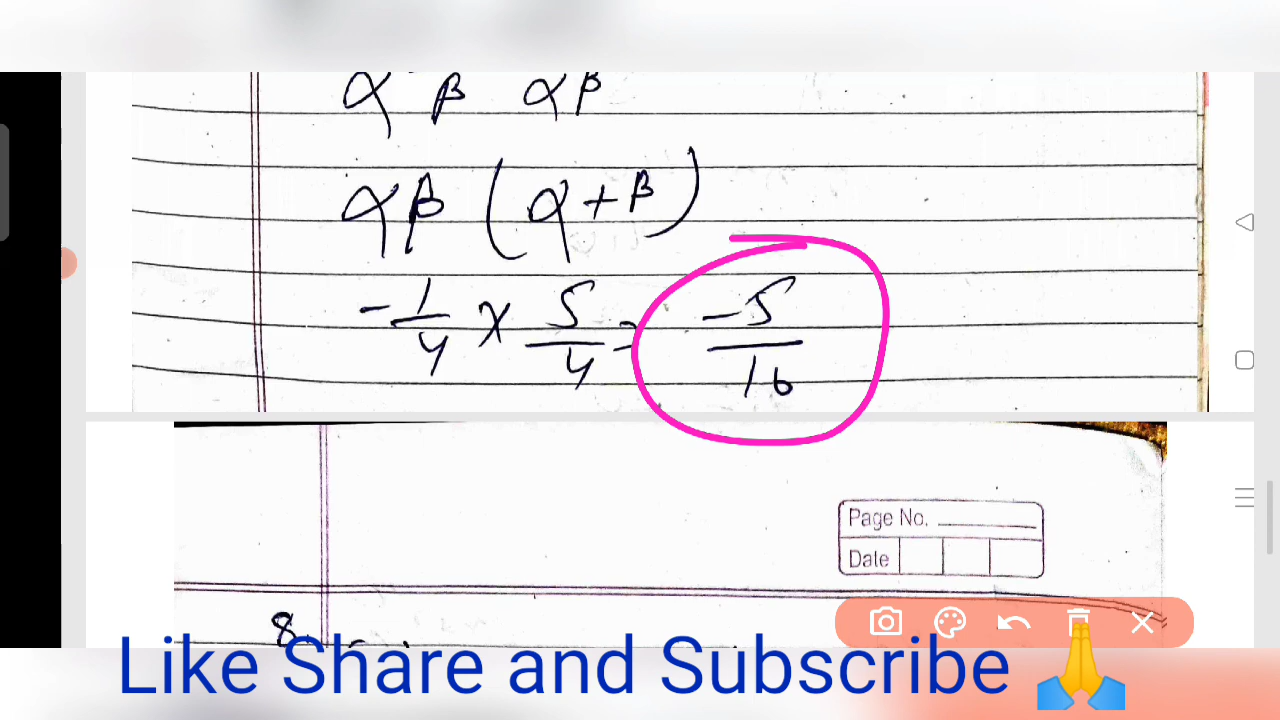 α β αβ
αβ (α+β)
-1/4 x 5/4 = -5/16
Page No.
Date
8
Like Share and Subscribe 🙏